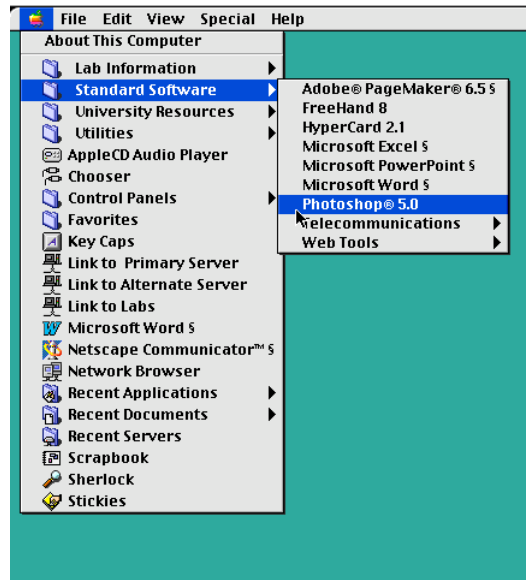 File Edit View Special Help
About This Computer
Lab Information
Standard Software
University Resources
Utilities
AppleCD Audio Player
Chooser
Control Panels
Favorites
Key Caps
Link to Primary Server
Link to Alternate Server
Link to Labs
Microsoft Word §
Netscape Communicator™ §
Network Browser
Recent Applications
Recent Documents
Recent Servers
Scrapbook
Sherlock
Stickies
Adobe® PageMaker® 6.5 §
FreeHand 8
HyperCard 2.1
Microsoft Excel §
Microsoft PowerPoint §
Microsoft Word §
Photoshop® 5.0
Telecommunications
Web Tools